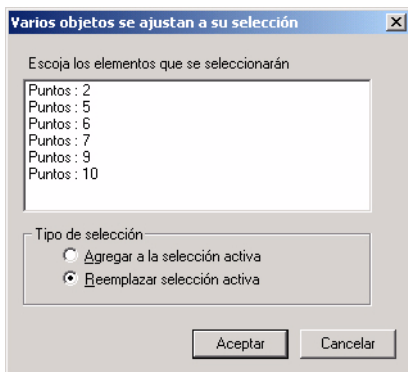 Varios objetos se ajustan a su selección
Escoja los elementos que se seleccionarán
Puntos : 2
Puntos : 5
Puntos : 6
Puntos : 7
Puntos : 9
Puntos : 10
Tipo de selección
Agregar a la selección activa
Reemplazar selección activa
Aceptar
Cancelar